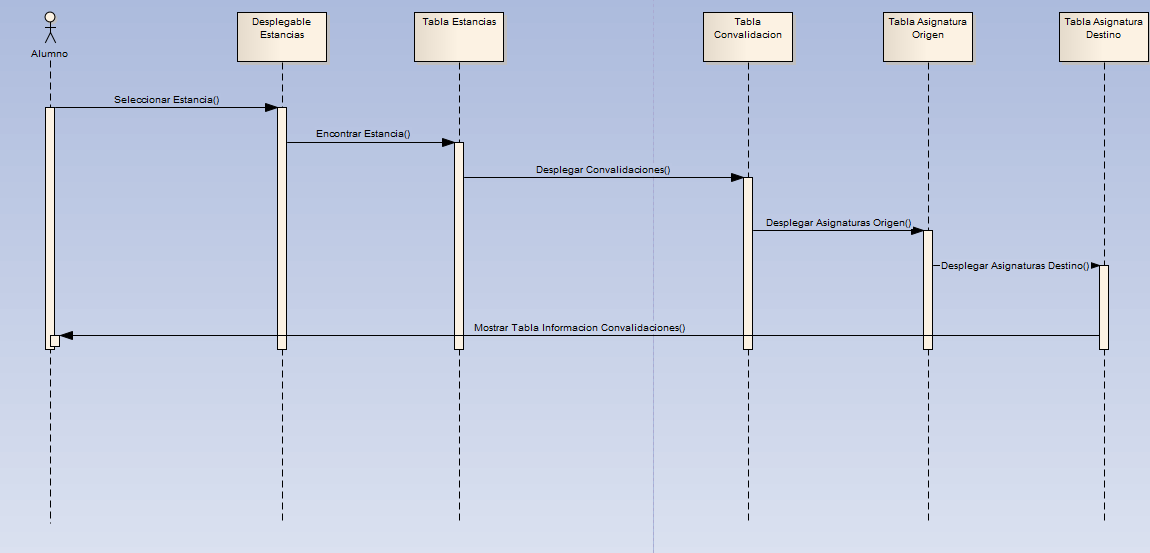 Alumno
Desplegable
Estancias
Tabla Estancias
Tabla
Convalidacion
Tabla Asignatura
Origen
Tabla Asignatura
Destino
Seleccionar Estancia()
Encontrar Estancia()
Desplegar Convalidaciones()
Desplegar Asignaturas Origen()
Desplegar Asignaturas Destino()
Mostrar Tabla Informacion Convalidaciones()